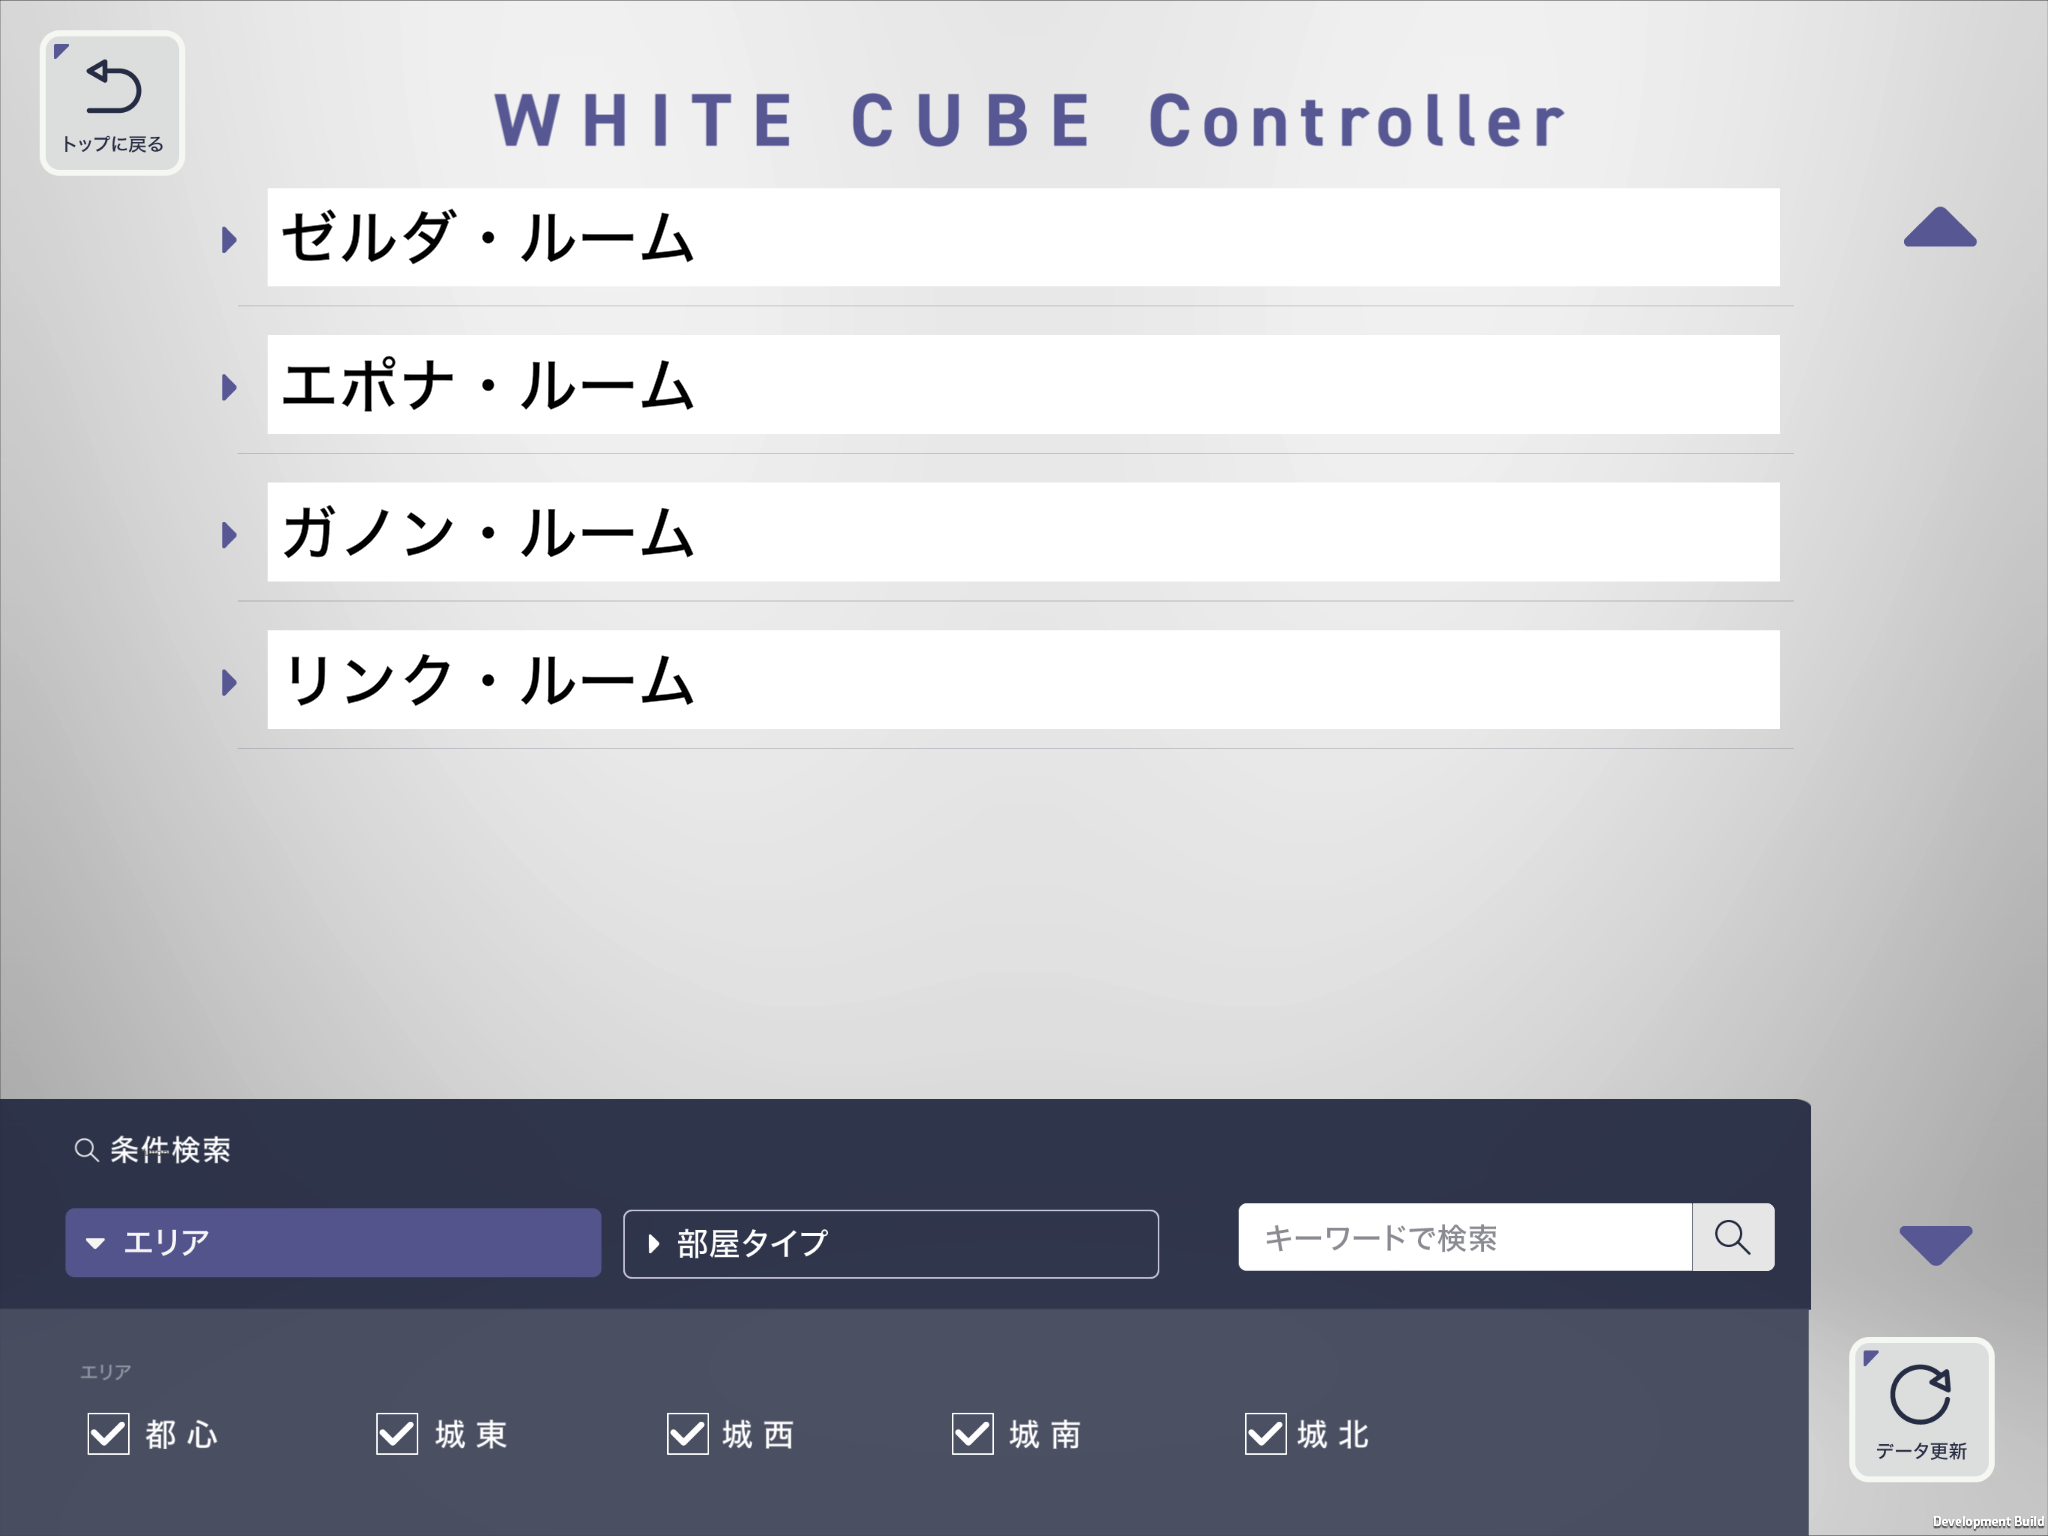 トップに戻る
WHITE CUBE Controller
ゼルダ・ルーム
エポナ・ルーム
ガノン・ルーム
リンク・ルーム
条件検索
エリア
部屋タイプ
キーワードで検索
エリア
都心
城東
城西
城南
城北
データ更新
Development Build